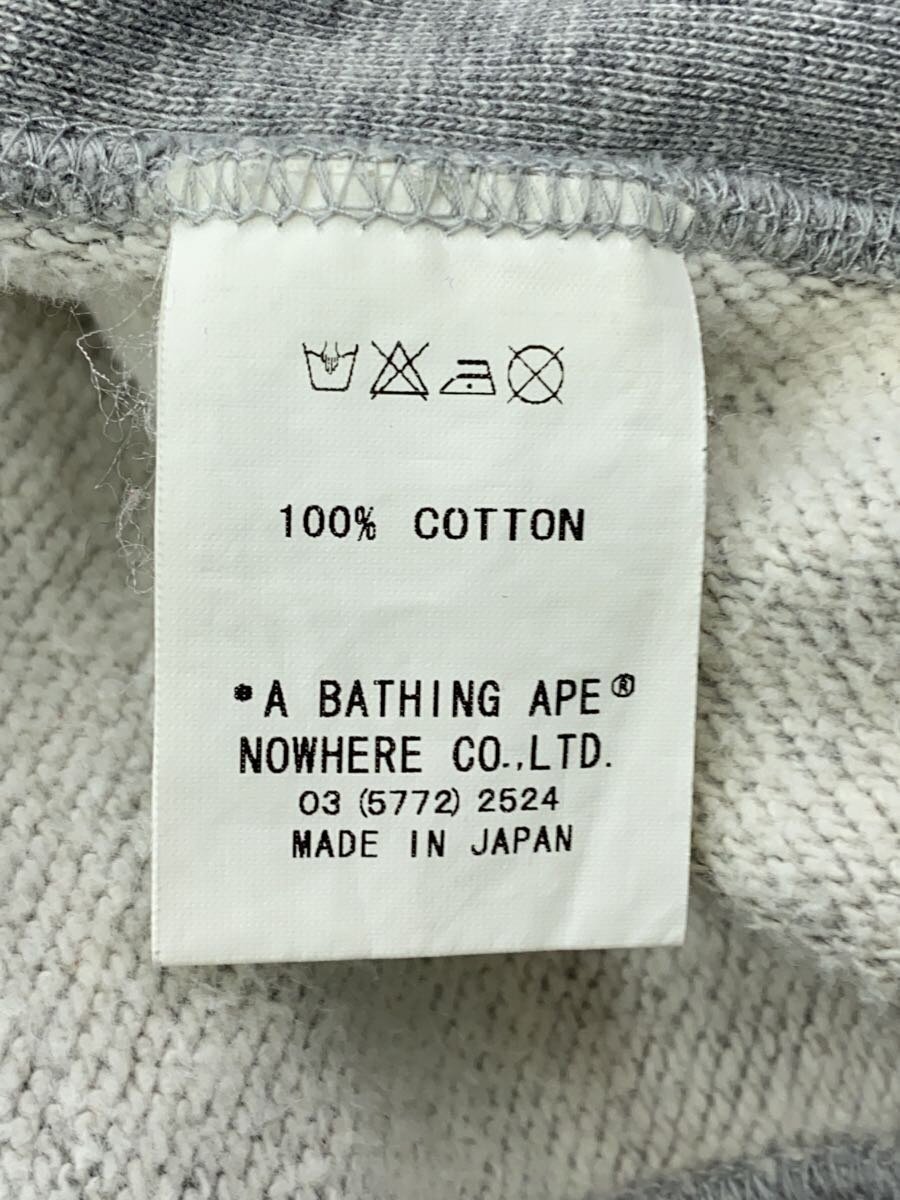 100% COTTON
*A BATHING APE®
NOWHERE CO.,LTD.
03 (5772) 2524
MADE IN JAPAN